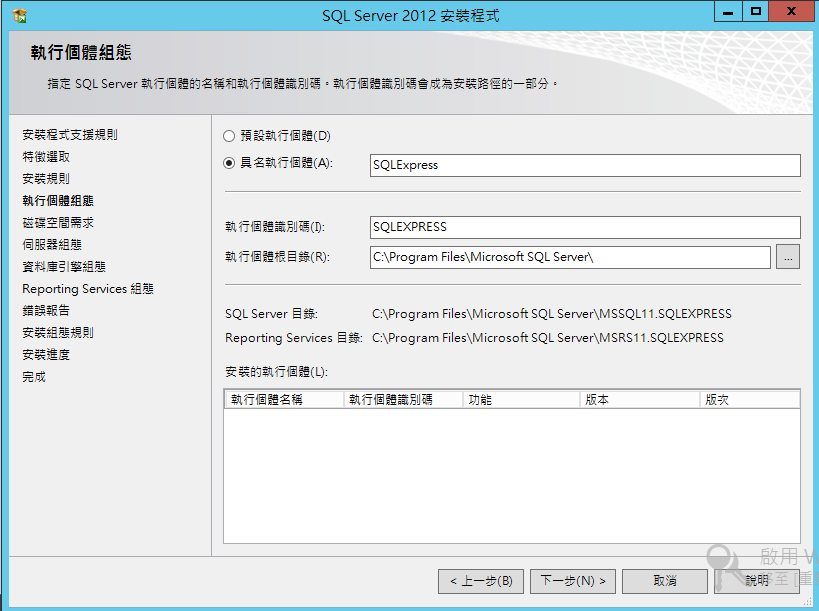 SQL Server 2012 安裝程式
執行個體組態
指定 SQL Server 執行個體的名稱和執行個體識別碼。執行個體識別碼會成為安裝路徑的一部分。
安裝程式支援規則
特徵選取
安裝規則
執行個體組態
磁碟空間需求
伺服器組態
資料庫引擎組態
Reporting Services 組態
錯誤報告
安裝組態規則
安裝進度
完成
預設執行個體(D)
具名執行個體(A):
SQLExpress
執行個體識別碼(I):
SQLEXPRESS
執行個體根目錄(R):
C:\Program Files\Microsoft SQL Server\
...
SQL Server 目錄:
C:\Program Files\Microsoft SQL Server\MSSQL11.SQLEXPRESS
Reporting Services 目錄:
C:\Program Files\Microsoft SQL Server\MSRS11.SQLEXPRESS
安裝的執行個體(L):
執行個體名稱 執行個體識別碼 功能 版本 版次
啟用 W
移至 [重
< 上一步(B) 下一步(N) > 取消 說明